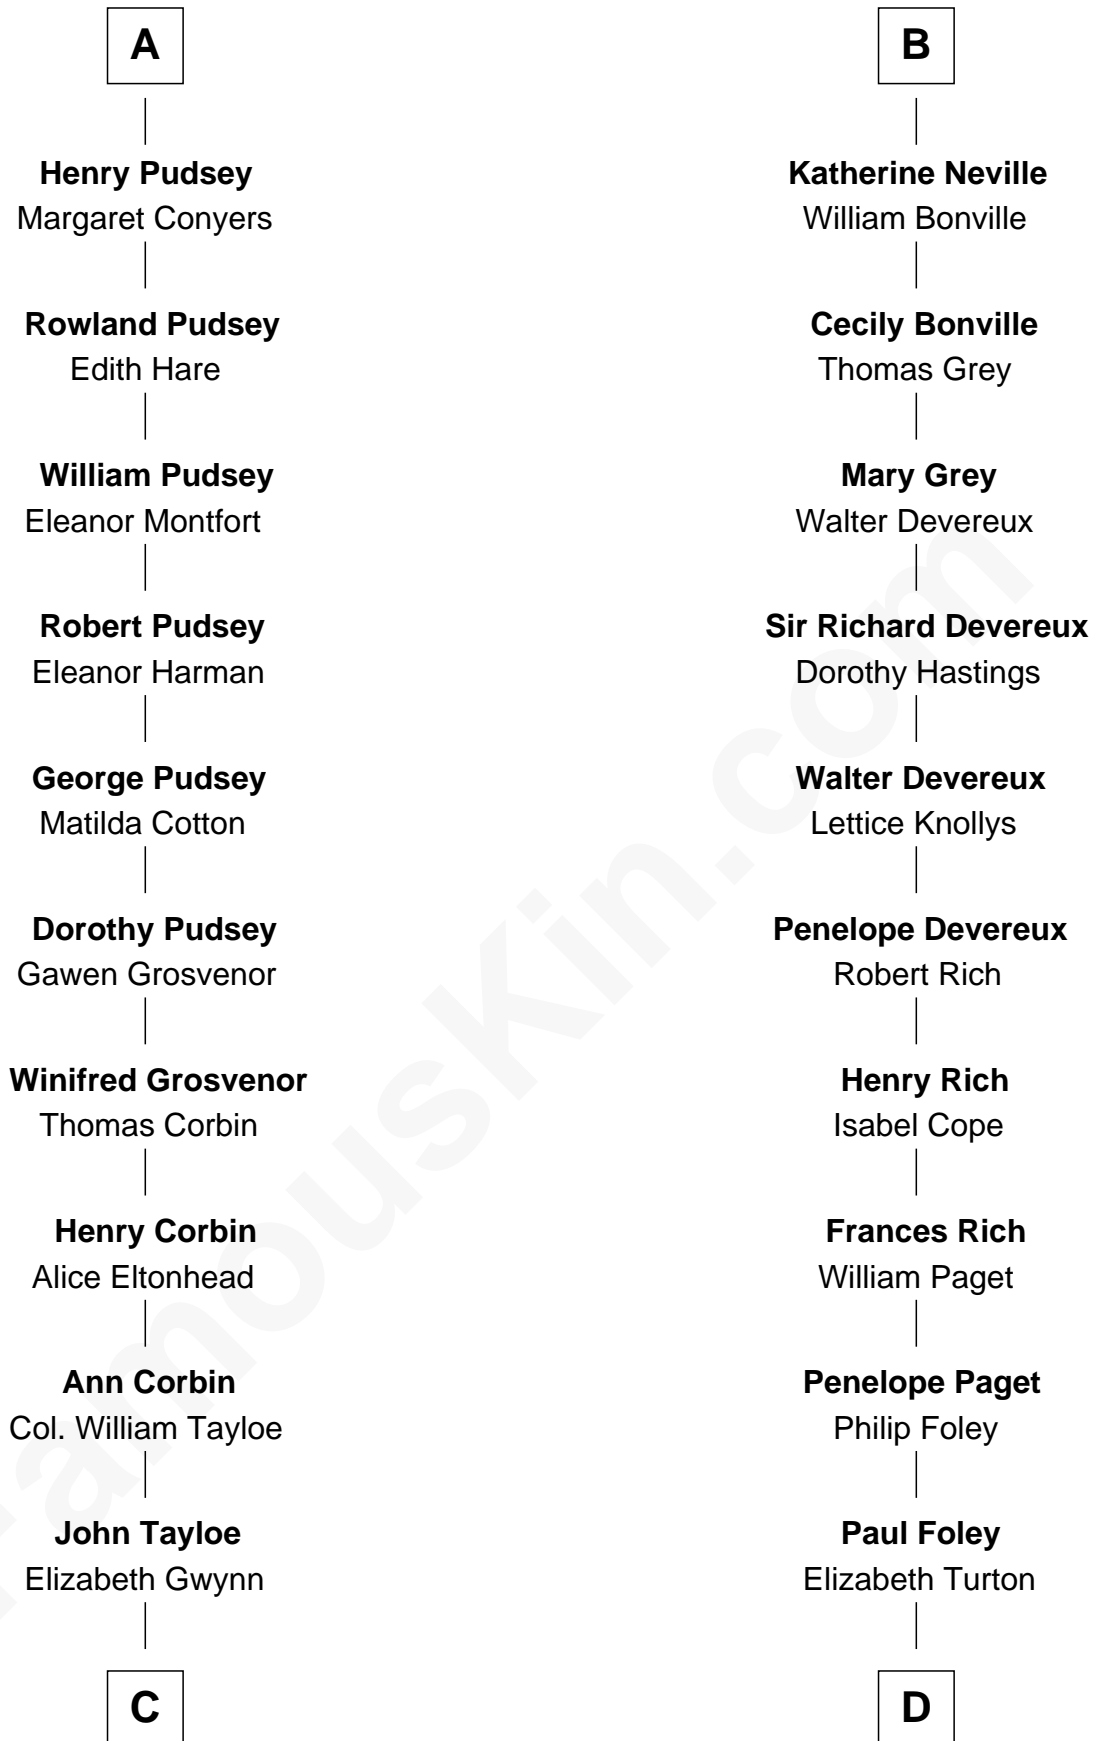 A
Henry Pudsey
Margaret Conyers
Rowland Pudsey
Edith Hare
William Pudsey
Eleanor Montfort
Robert Pudsey
Eleanor Harman
George Pudsey
Matilda Cotton
Dorothy Pudsey
Gawen Grosvenor
Winifred Grosvenor
Thomas Corbin
Henry Corbin
Alice Eltonhead
Ann Corbin
Col. William Tayloe
John Tayloe
Elizabeth Gwynn
C
B
Katherine Neville
William Bonville
Cecily Bonville
Thomas Grey
Mary Grey
Walter Devereux
Sir Richard Devereux
Dorothy Hastings
Walter Devereux
Lettice Knollys
Penelope Devereux
Robert Rich
Henry Rich
Isabel Cope
Frances Rich
William Paget
Penelope Paget
Philip Foley
Paul Foley
Elizabeth Turton
D
FamousKin.com